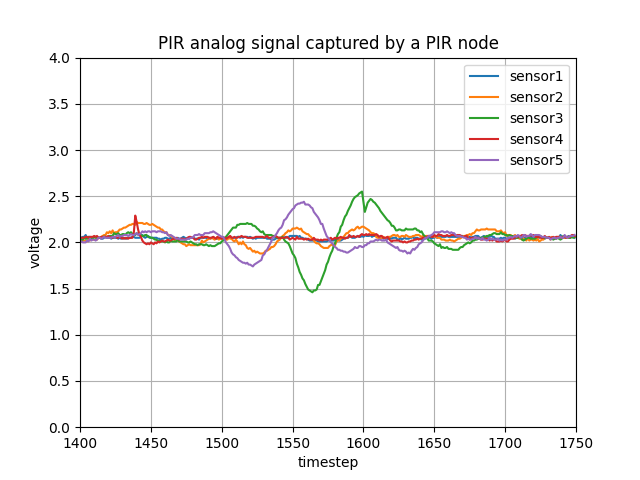 PIR analog signal captured by a PIR node
4.0
3.5
3.0
2.5
2.0
1.5
1.0
0.5
0.0
voltage
sensor1
sensor2
sensor3
sensor4
sensor5
1400 1450 1500 1550 1600 1650 1700 1750
timestep